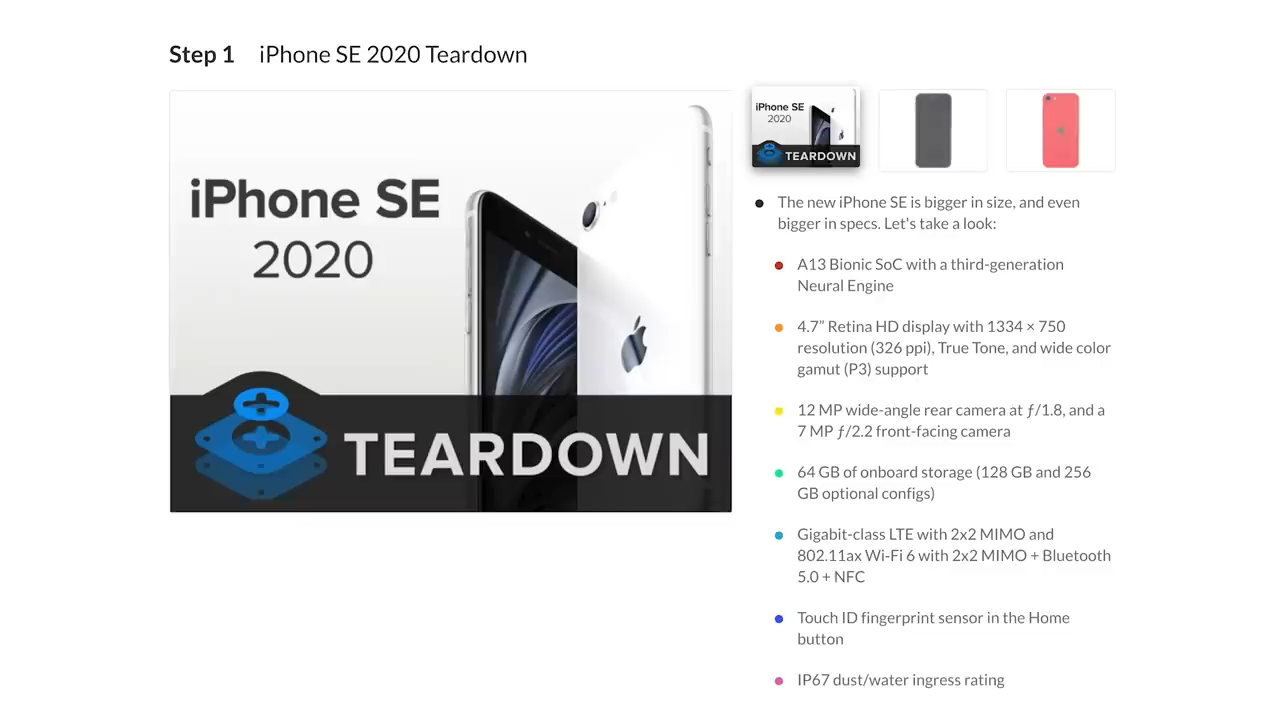 Step 1 iPhone SE 2020 Teardown
iPhone SE
2020
TEARDOWN
iPhone SE
2020
TEARDOWN
The new iPhone SE is bigger in size, and even
bigger in specs. Let's take a look:
A13 Bionic SoC with a third-generation
Neural Engine
4.7” Retina HD display with 1334 × 750
resolution (326 ppi), True Tone, and wide color
gamut (P3) support
12 MP wide-angle rear camera at ƒ/1.8, and a
7 MP ƒ/2.2 front-facing camera
64 GB of onboard storage (128 GB and 256
GB optional configs)
Gigabit-class LTE with 2x2 MIMO and
802.11ax Wi‑Fi 6 with 2x2 MIMO + Bluetooth
5.0 + NFC
Touch ID fingerprint sensor in the Home
button
IP67 dust/water ingress rating